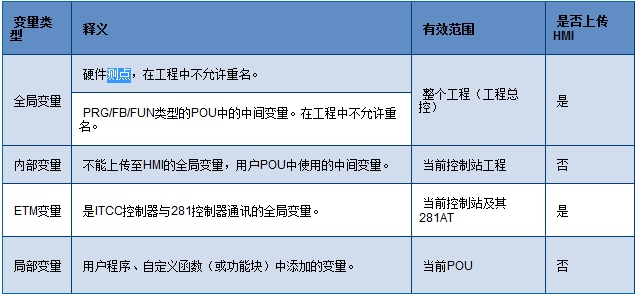 变量类型 释义 有效范围 是否上传HMI
全局变量 硬件测点，在工程中不允许重名。 整个工程（工程总控） 是
PRG/FB/FUN类型的POU中的中间变量。在工程中不允许重名。
内部变量 不能上传至HMI的全局变量，用户POU中使用的中间变量。 当前控制站工程 否
ETM变量 是ITCC控制器与281控制器通讯的全局变量。 当前控制站及其281AT 是
局部变量 用户程序、自定义函数（或功能块）中添加的变量。 当前POU 否